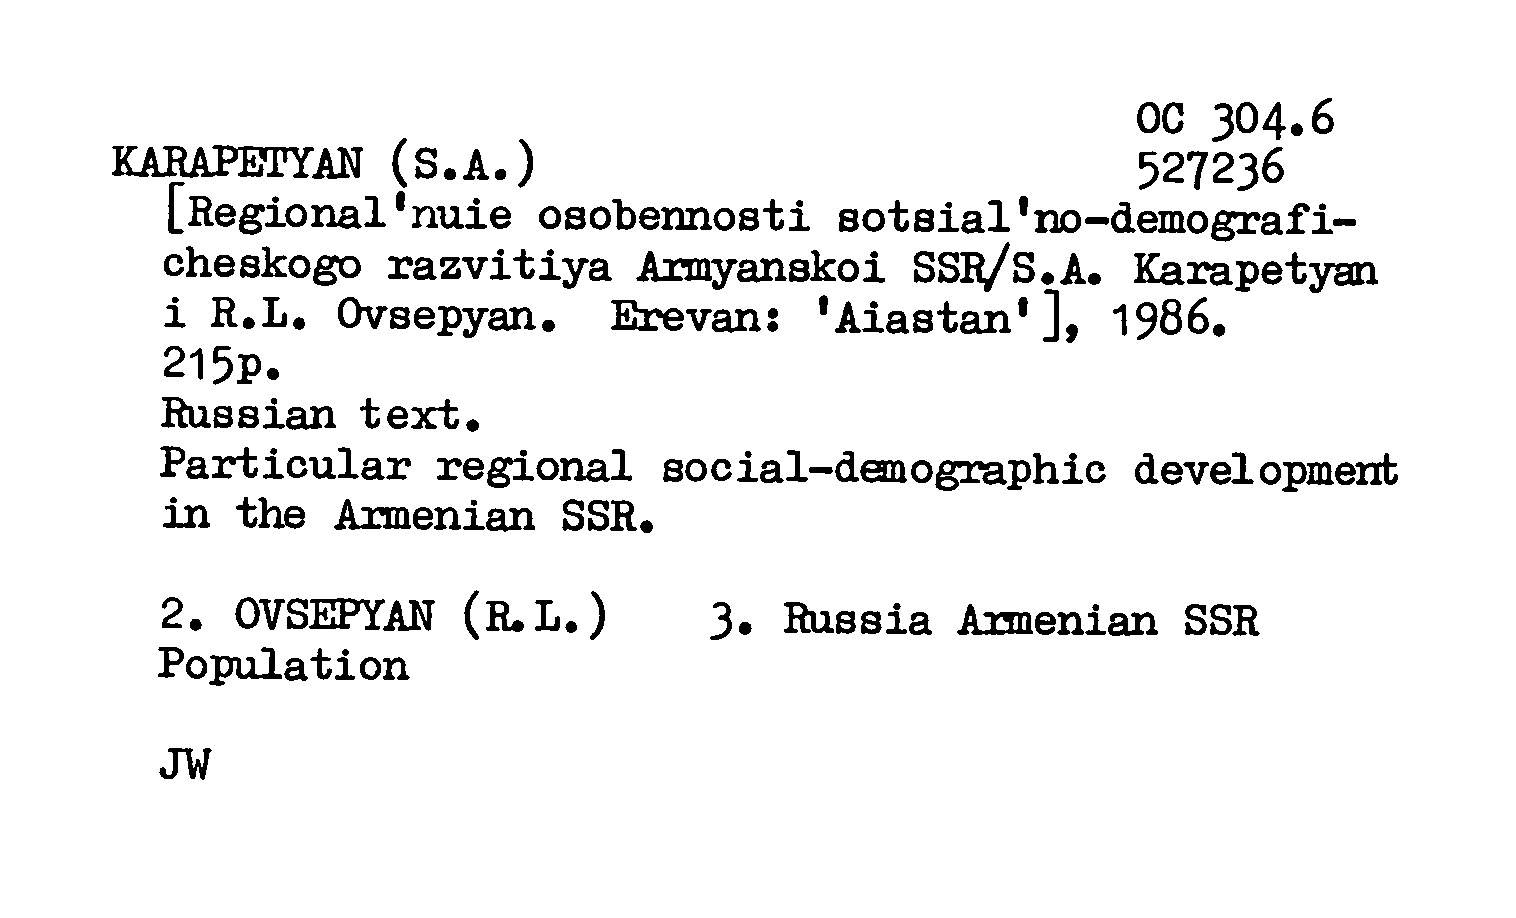 OC 304.6
KARAPETYAN (S.A.) 527236
[Regional'nuie osobennosti sotsial'no-demografi-
cheskogo razvitiya Armyanskoi SSR/S.A. Karapetyan
i R.L. Ovsepyan. Erevan: 'Aiastan'], 1986.
215p.
Russian text.
Particular regional social-demographic development
in the Armenian SSR.
2. OVSEPYAN (R.L.) 3. Russia Armenian SSR
Population
JW